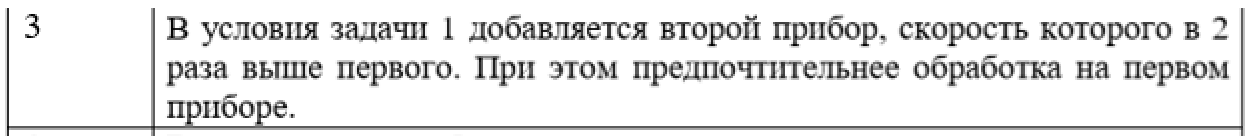 3
В условия задачи 1 добавляется второй прибор, скорость которого в 2
раза выше первого. При этом предпочтительнее обработка на первом
приборе.